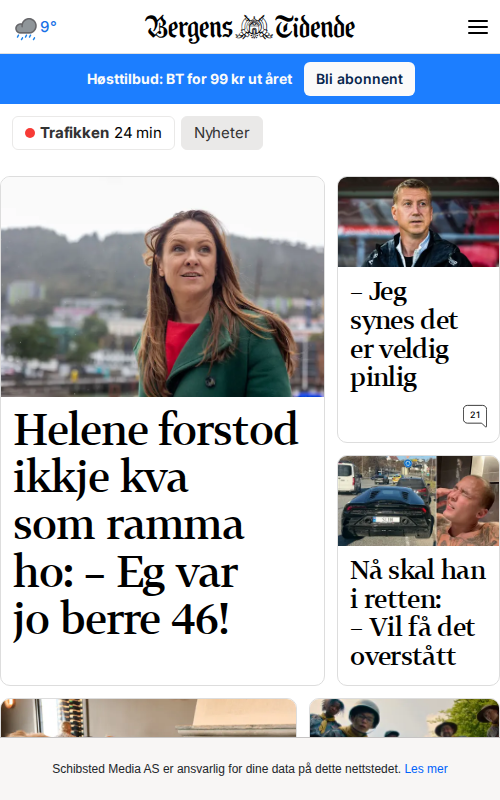 9°
Bergens Tidende
Høsttilbud: BT for 99 kr ut året
Bli abonnent
Trafikken 24 min
Nyheter
Helene forstod
ikkje kva
som ramma
ho: – Eg var
jo berre 46!
– Jeg
synes det
er veldig
pinlig
21
Nå skal han
i retten:
– Vil få det
overstått
Schibsted Media AS er ansvarlig for dine data på dette nettstedet. Les mer